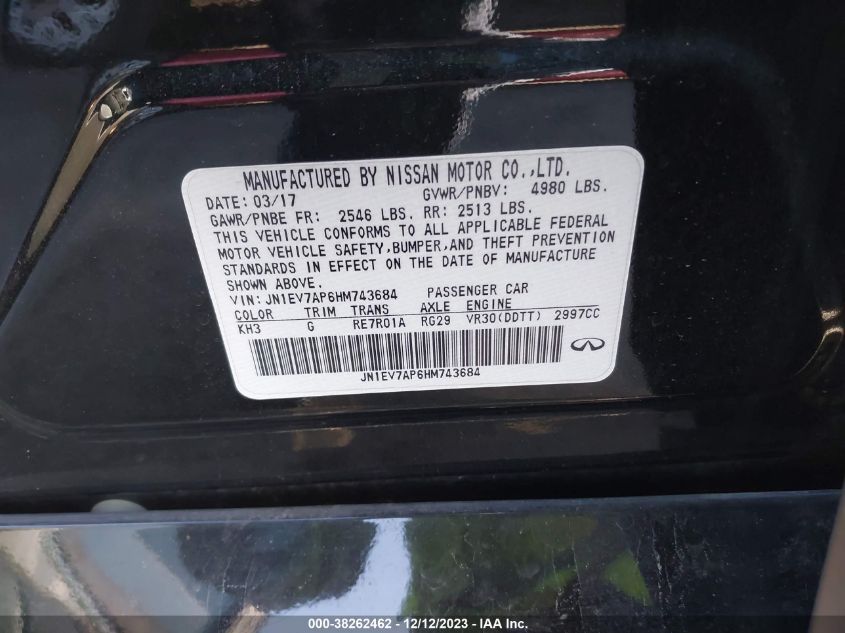 MANUFACTURED BY NISSAN MOTOR CO.,LTD.
DATE: 03/17 GVWR/PNBV: 4980 LBS.
GAWR/PNBE FR: 2546 LBS. RR: 2513 LBS.
THIS VEHICLE CONFORMS TO ALL APPLICABLE FEDERAL
MOTOR VEHICLE SAFETY,BUMPER,AND THEFT PREVENTION
STANDARDS IN EFFECT ON THE DATE OF MANUFACTURE
SHOWN ABOVE.
VIN: JN1EV7AP6HM743684 PASSENGER CAR
COLOR TRIM TRANS AXLE ENGINE
KH3 G RE7R01A RG29 VR30(DDTT) 2997CC
JN1EV7AP6HM743684
000-38262462 - 12/12/2023 - IAA Inc.